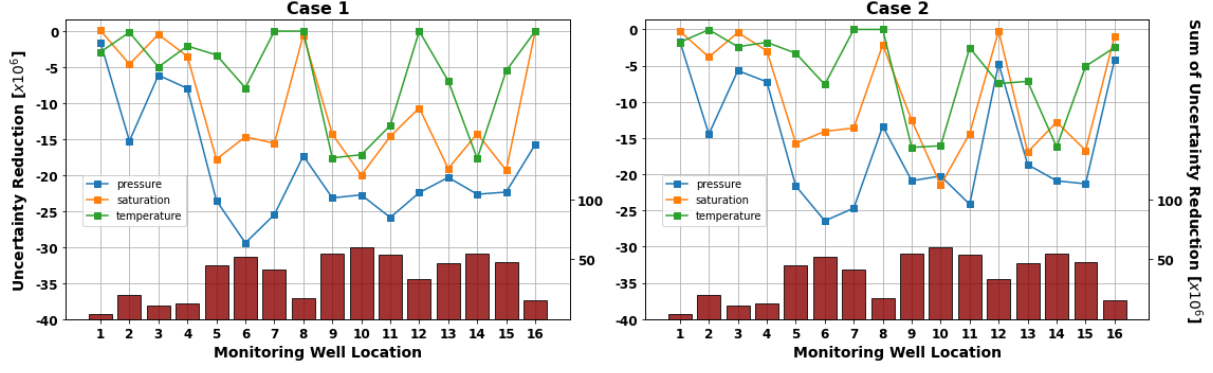 Case 1
Uncertainty Reduction [x10⁶]
0
-5
-10
-15
-20
-25
-30
-35
-40
pressure
saturation
temperature
100
50
1 2 3 4 5 6 7 8 9 10 11 12 13 14 15 16
Monitoring Well Location
Case 2
0
-5
-10
-15
-20
-25
-30
-35
-40
pressure
saturation
temperature
100
50
Sum of Uncertainty Reduction [x10⁶]
1 2 3 4 5 6 7 8 9 10 11 12 13 14 15 16
Monitoring Well Location